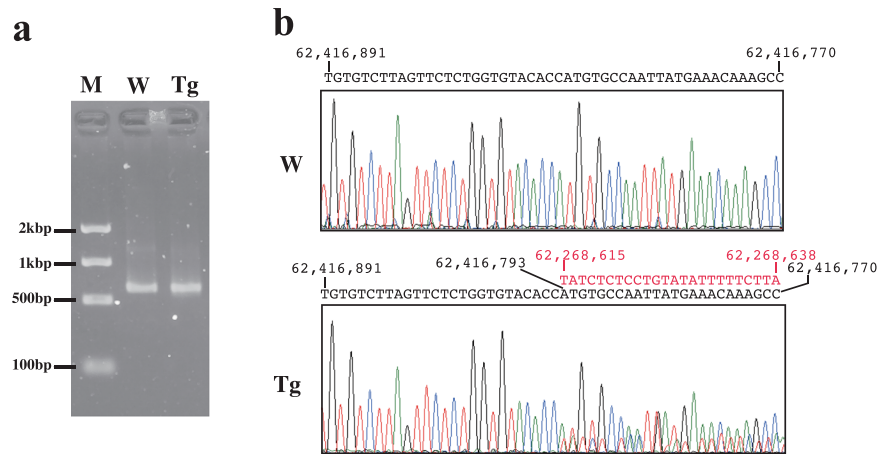 a
M W Tg
2kbp
1kbp
500bp
100bp
b
62,416,891 62,416,770
TGTGTCTTAGTTCTCTGGTGTACACCATGTGCCAATTATGAAACAAAGCC
W
62,268,615 62,268,638
62,416,891 62,416,793 62,416,770
TATCTCTCCTGTATATTTTTCTTA
TGTGTCTTAGTTCTCTGGTGTACACCATGTGCCAATTATGAAACAAAGCC
Tg